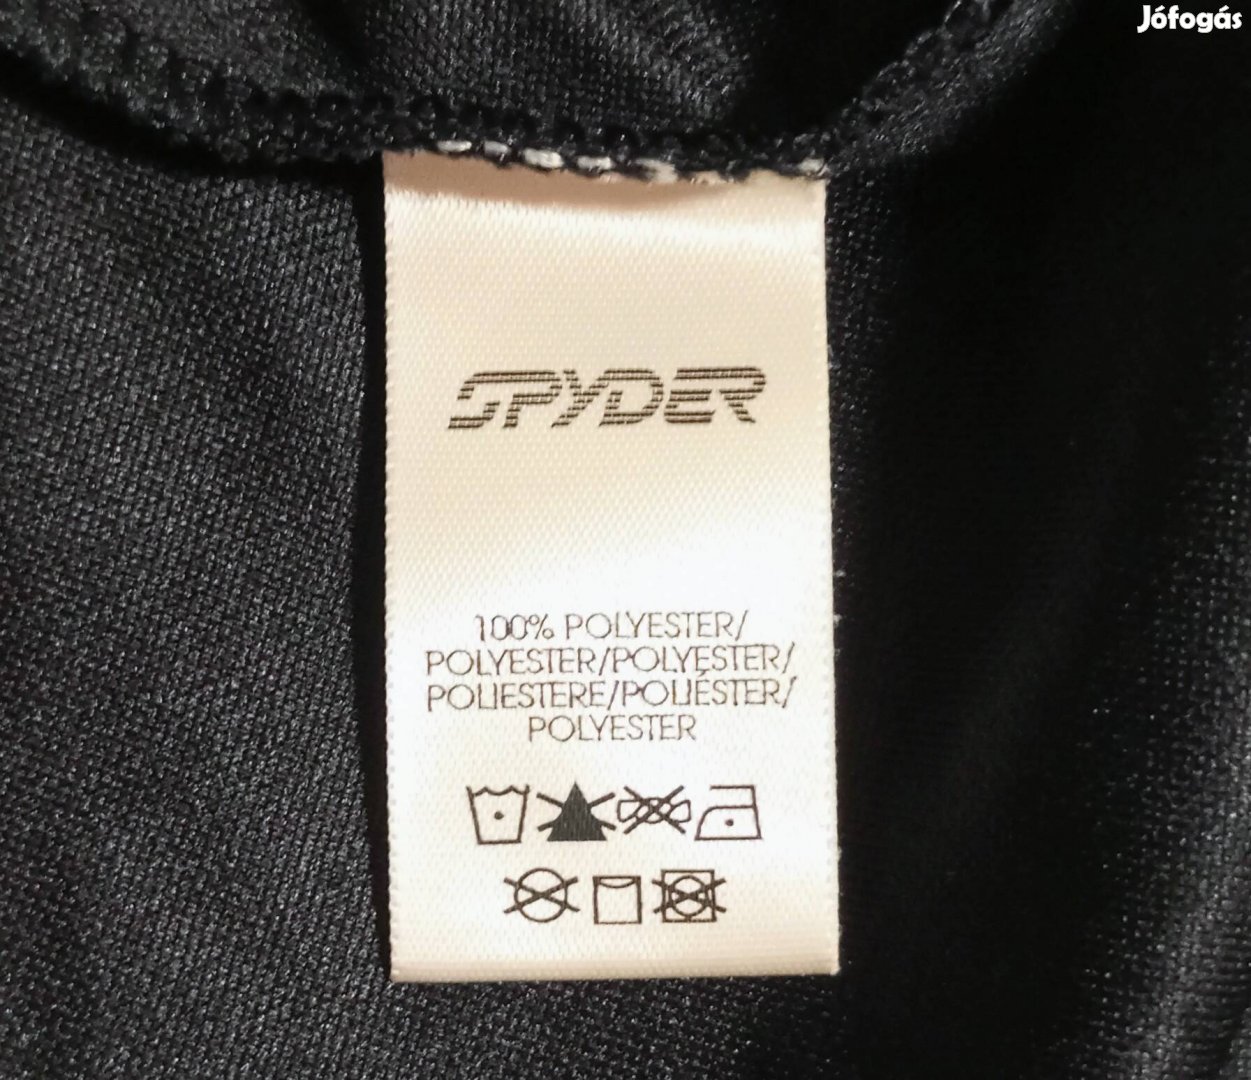 Jófogás
SPYDER
100% POLYESTER/
POLYESTER/POLYESTER/
POLIESTERE/POLIÉSTER/
POLYESTER